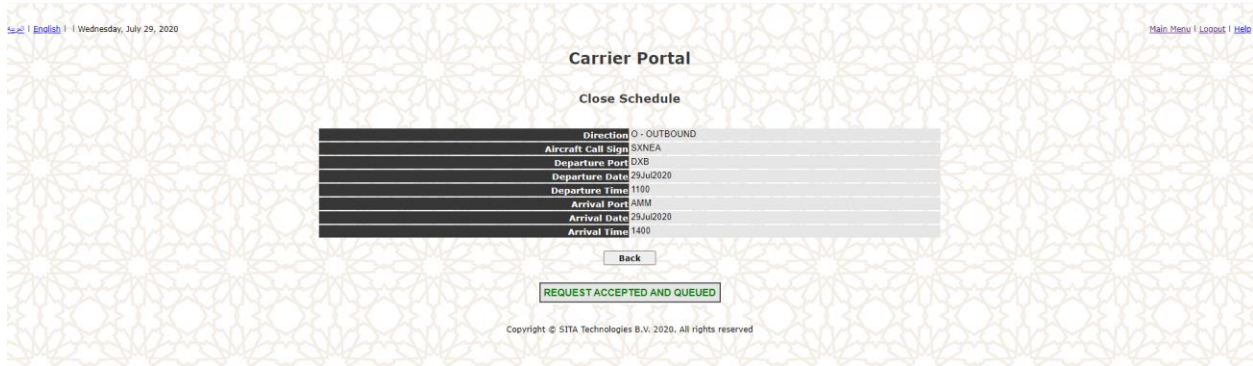 العربية | English | | Wednesday, July 29, 2020
Main Menu | Logout | Help
Carrier Portal
Close Schedule
Direction O - OUTBOUND
Aircraft Call Sign SXNEA
Departure Port DXB
Departure Date 29Jul2020
Departure Time 1100
Arrival Port AMM
Arrival Date 29Jul2020
Arrival Time 1400
Back
REQUEST ACCEPTED AND QUEUED
Copyright © SITA Technologies B.V. 2020. All rights reserved